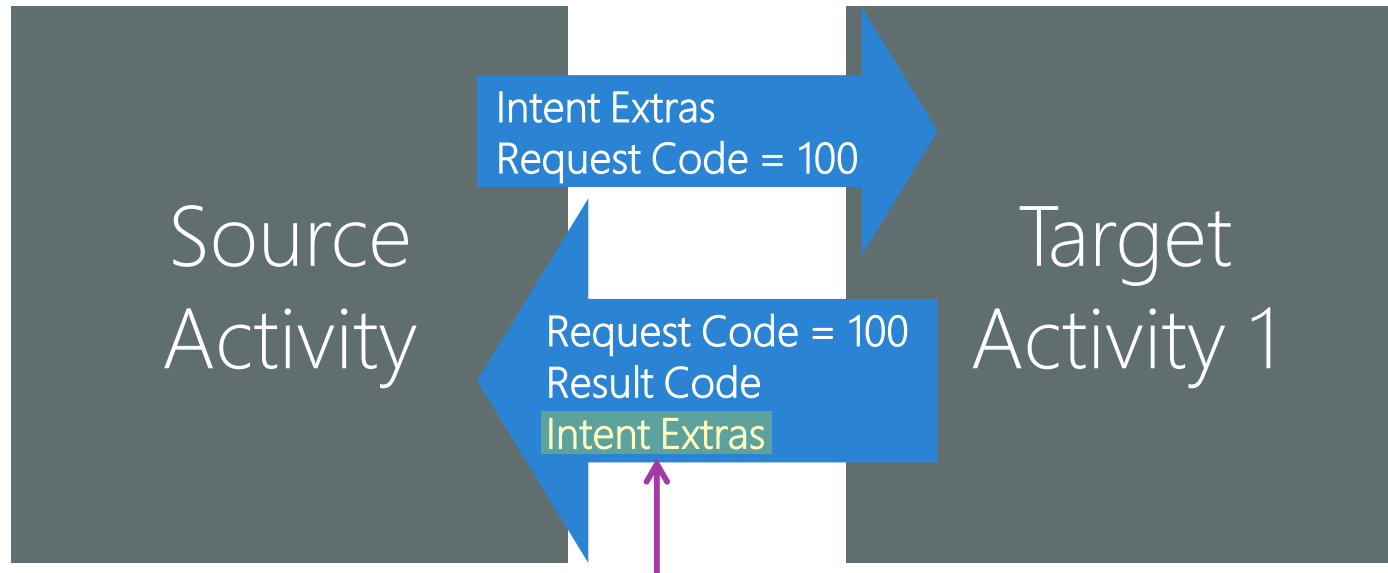 Intent Extras
Request Code = 100
Source
Activity
Target
Activity 1
Request Code = 100
Result Code
Intent Extras